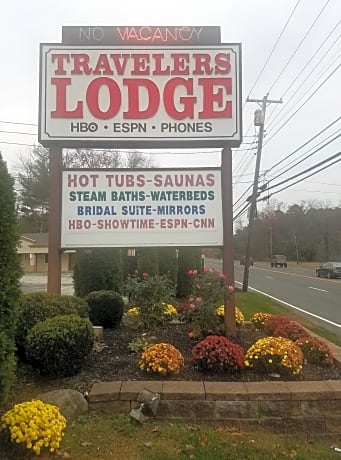 NO VACANCY
TRAVELERS
LODGE
HBO • ESPN • PHONES
HOT TUBS-SAUNAS
STEAM BATHS-WATERBEDS
BRIDAL SUITE-MIRRORS
HBO-SHOWTIME-ESPN-CNN